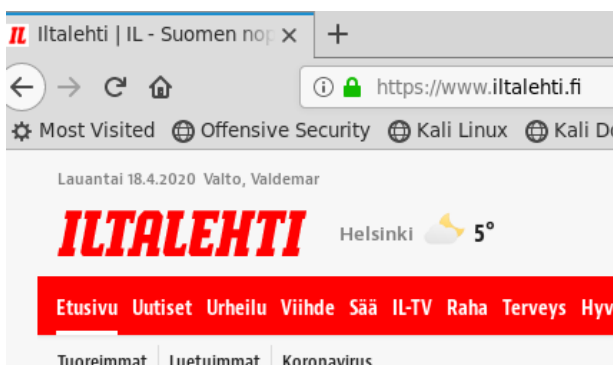 IL Iltalehti | IL - Suomen nop
https://www.iltalehti.fi
Most Visited Offensive Security Kali Linux Kali Do
Lauantai 18.4.2020 Valto, Valdemar
ILTALEHTI Helsinki 5°
Etusivu Uutiset Urheilu Viihde Sää IL-TV Raha Terveys Hyv
Tuoreimmat Luetuimmat Koronavirus